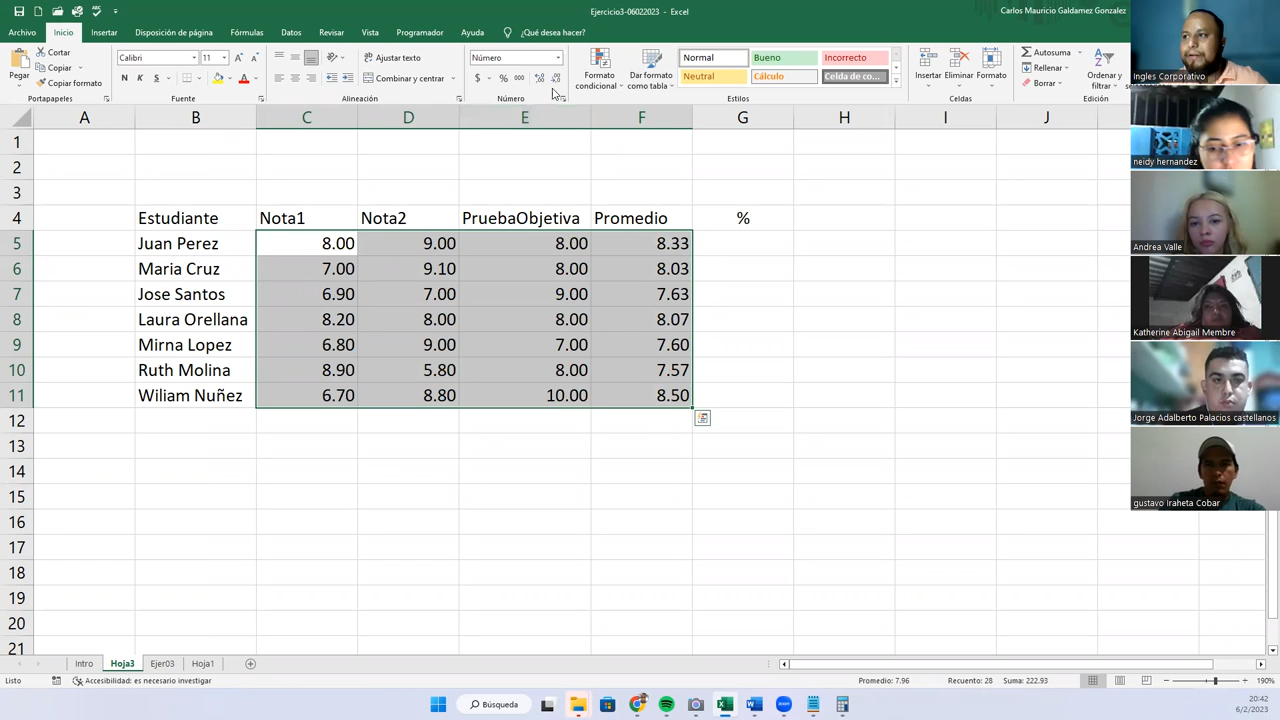 Ejercicio3-06022023 - Excel
Carlos Mauricio Galdamez Gonzalez
Archivo Inicio Insertar Disposición de página Fórmulas Datos Revisar Vista Programador Ayuda ¿Qué desea hacer?
Pegar
Cortar
Copiar
Copiar formato
Portapapeles
Calibri 11
N K S
Fuente
Ajustar texto
Combinar y centrar
Alineación
Número
$ % 000
Número
Formato condicional
Dar formato como tabla
Normal Bueno Incorrecto
Neutral Cálculo Celda de co...
Estilos
Insertar Eliminar Formato
Celdas
Autosuma
Rellenar
Borrar
Ordenar y filtrar
Edición
A B C D E F G H I J
1
2
3
4 Estudiante Nota1 Nota2 PruebaObjetiva Promedio %
5 Juan Perez 8.00 9.00 8.00 8.33
6 Maria Cruz 7.00 9.10 8.00 8.03
7 Jose Santos 6.90 7.00 9.00 7.63
8 Laura Orellana 8.20 8.00 8.00 8.07
9 Mirna Lopez 6.80 9.00 7.00 7.60
10 Ruth Molina 8.90 5.80 8.00 7.57
11 Wiliam Nuñez 6.70 8.80 10.00 8.50
12
13
14
15
16
17
18
19
20
21
Intro Hoja3 Ejer03 Hoja1
Listo Accesibilidad: es necesario investigar Promedio: 7.96 Recuento: 28 Suma: 222.93 190%
Búsqueda
20:42
6/2/2023
Ingles Corporativo
neidy hernandez
Andrea Valle
Katherine Abigail Membre
Jorge Adalberto Palacios castellanos
gustavo Iraheta Cobar